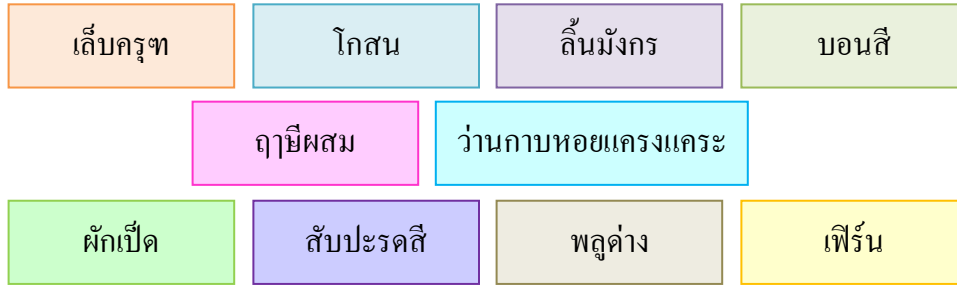 เล็บครุฑ โกสน ลิ้นมังกร บอนสี
ฤๅษีผสม ว่านกาบหอยแครงแคระ
ผักเป็ด สับปะรดสี พลูด่าง เฟิร์น